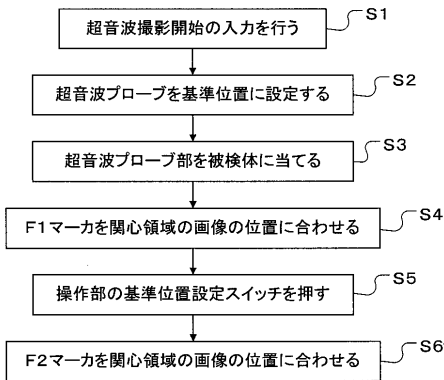 超音波撮影開始の入力を行う
S1
超音波プローブを基準位置に設定する
S2
超音波プローブ部を被検体に当てる
S3
F1マーカを関心領域の画像の位置に合わせる
S4
操作部の基準位置設定スイッチを押す
S5
F2マーカを関心領域の画像の位置に合わせる
S6